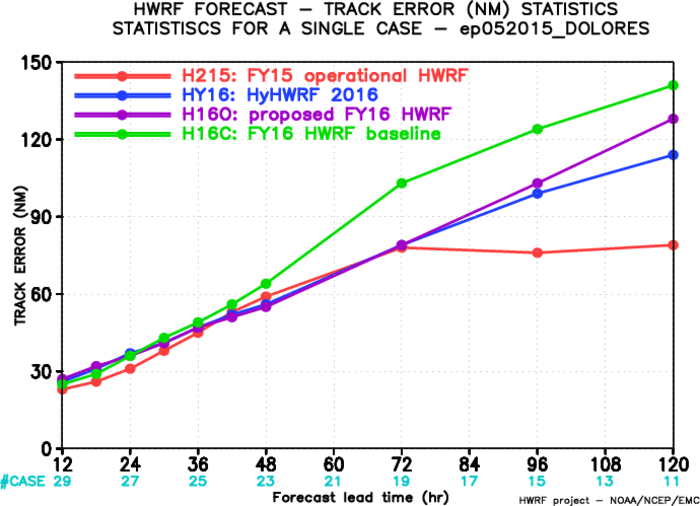 HWRF FORECAST – TRACK ERROR (NM) STATISTICS
STATISTISCS FOR A SINGLE CASE – ep052015_DOLORES
150
120
90
60
30
0
TRACK ERROR (NM)
H215: FY15 operational HWRF
HY16: HyHWRF 2016
H16O: proposed FY16 HWRF
H16C: FY16 HWRF baseline
12 24 36 48 60 72 84 96 108 120
#CASE 29 27 25 23 21 19 17 15 13 11
Forecast lead time (hr)
HWRF project – NOAA/NCEP/EMC